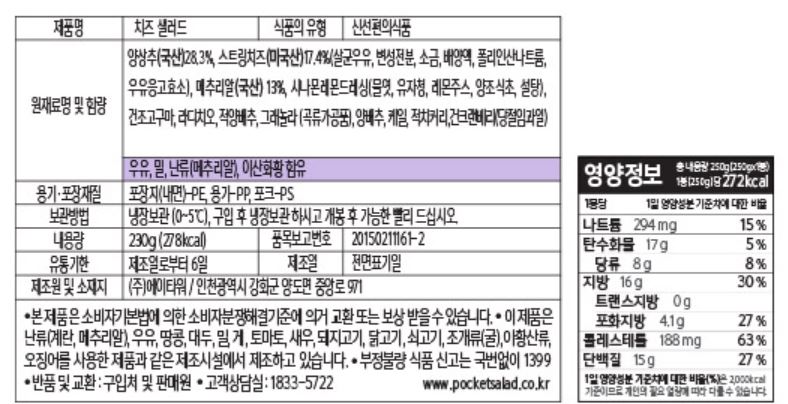 제품명 치즈 샐러드 식품의 유형 신선편의식품
원재료명 및 함량
양상추(국산)28.3%, 스트링치즈(미국산)17.4%/살균우유, 변성전분, 소금, 배양액, 폴리인산나트륨,
우유응고효소), 메추리알(국산) 13%, 시나몬레몬드레싱(물엿, 유자청, 레몬주스, 양조식초, 설탕),
건조고구마, 라디치오, 적양배추, 그래놀라 (곡류가공품), 양배추, 케일, 적치커리,건크랜베리(당절임과일)
우유, 밀, 난류(메추리알), 이산화황 함유
용기·포장재질 포장지(내면)-PE, 용기-PP, 포크-PS
보관방법 냉장보관 (0~5℃), 구입 후 냉장보관 하시고 개봉 후 가능한 빨리 드십시오.
내용량 230g (278kcal) 품목보고번호 20150211161-2
유통기한 제조일로부터 6일 제조일 전면표기일
제조원 및 소재지 (주)에이타워 / 인천광역시 강화군 양도면 중앙로 971
•본 제품은 소비자기본법에 의한 소비자분쟁해결기준에 의거 교환 또는 보상 받을 수 있습니다. • 이 제품은
난류(계란, 메추리알), 우유, 땅콩, 대두, 밀, 게, 토마토, 새우, 돼지고기, 닭고기, 쇠고기, 조개류(굴),이황산류,
오징어를 사용한 제품과 같은 제조시설에서 제조하고 있습니다. • 부정불량 식품 신고는 국번없이 1399
•반품 및 교환 : 구입처 및 판매원 •고객상담실 : 1833-5722 www.pocketsalad.co.kr
영양정보 총 내용량 250g(250gx1봉)
1봉(250g)당 272kcal
1봉당 1일 영양성분 기준치에 대한 비율
나트륨 294 mg 15 %
탄수화물 17 g 5 %
당류 8 g 8 %
지방 16 g 30 %
트랜스지방 0 g
포화지방 4.1 g 27 %
콜레스테롤 188 mg 63 %
단백질 15 g 27 %
1일 영양성분 기준치에 대한 비율(%)은 2,000kcal
기준이므로 개인의 필요 열량에 따라 다를 수 있습니다.